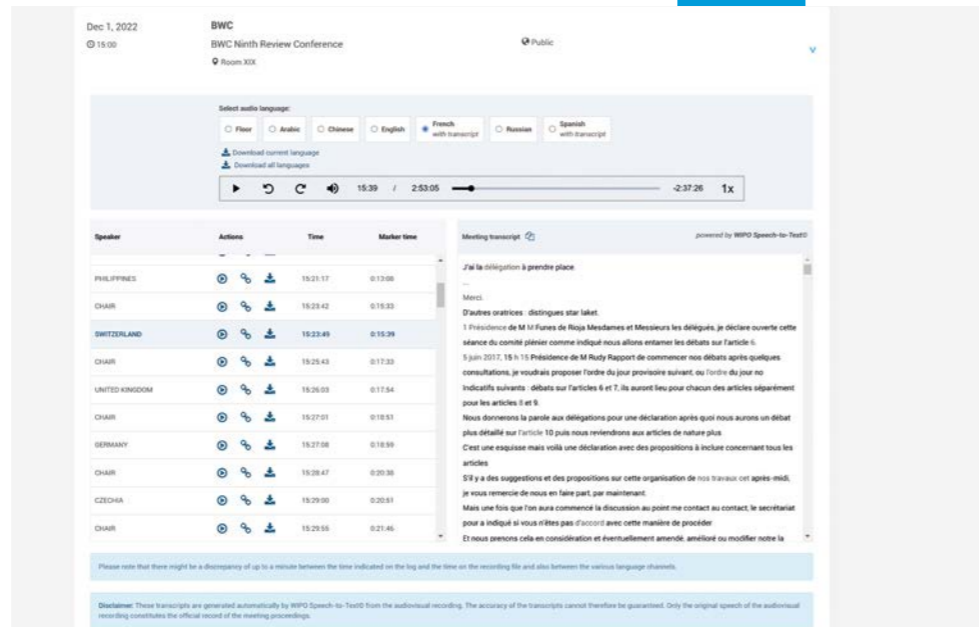 Dec 1, 2022
BWC
15:00
BWC Ninth Review Conference
Public
Room XIX
Select audio language:
Floor
Arabic
Chinese
English
French with transcript
Russian
Spanish with transcript
Download current language
Download all languages
15:39 / 2:53:05 -2:37:26 1x
Speaker Actions Time Marker time
PHILIPPINES 15:21:17 0:13:08
CHAIR 15:23:42 0:15:33
SWITZERLAND 15:23:49 0:15:39
CHAIR 15:25:43 0:17:33
UNITED KINGDOM 15:26:03 0:17:54
CHAIR 15:27:01 0:18:51
GERMANY 15:27:08 0:18:59
CHAIR 15:28:47 0:20:38
CZECHIA 15:29:00 0:20:51
CHAIR 15:29:55 0:21:46
Meeting transcript powered by WIPO Speech-to-Text©
J'ai la délégation à prendre place.
...
Merci.
D'autres oratrices : distingues star laket.
1 Présidence de M M Funes de Rioja Mesdames et Messieurs les délégués, je déclare ouverte cette
séance du comité plénier comme indiqué nous allons entamer les débats sur l'article 6.
5 juin 2017, 15 h 15 Présidence de M Rudy Rapport de commencer nos débats après quelques
consultations, je voudrais proposer l'ordre du jour provisoire suivant, ou l'ordre du jour no
Indicatifs suivants : débats sur l'articles 6 et 7, ils auront lieu pour chacun des articles séparément
pour les articles 8 et 9.
Nous donnerons la parole aux délégations pour une déclaration après quoi nous aurons un débat
plus détaillé sur l'article 10 puis nous reviendrons aux articles de nature plus
C'est une esquisse mais voilà une déclaration avec des propositions à inclure concernant tous les
articles
S'il y a des suggestions et des propositions sur cette organisation de nos travaux cet après-midi,
je vous remercie de nous en faire part, par maintenant.
Mais une fois que l'on aura commencé la discussion au point me contact au contact, le secrétariat
pour a indiqué si vous n'êtes pas d'accord avec cette manière de procéder.
Et nous prenons cela en considération et éventuellement amendé, amélioré ou modifier notre la
Please note that there might be a discrepancy of up to a minute between the time indicated on the log and the time on the recording file and also between the various language channels.
Disclaimer: These transcripts are generated automatically by WIPO Speech-to-Text© from the audiovisual recording. The accuracy of the transcripts cannot therefore be guaranteed. Only the original speech of the audiovisual
recording constitutes the official record of the meeting proceedings.